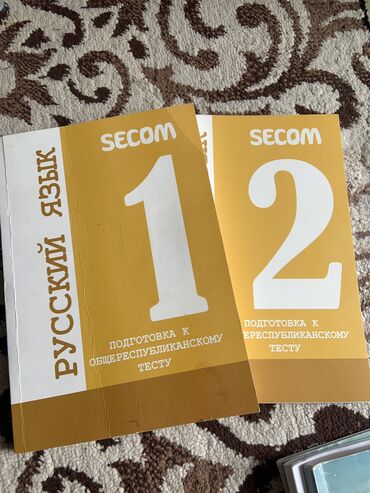 РУССКИЙ ЯЗЫК
SECOM
1
ПОДГОТОВКА К
ОБЩЕРЕСПУБЛИКАНСКОМУ
ТЕСТУ
SECOM
2
ПОДГОТОВКА К
ЕРЕСПУБЛИКАНСКОМУ
ТЕСТУ